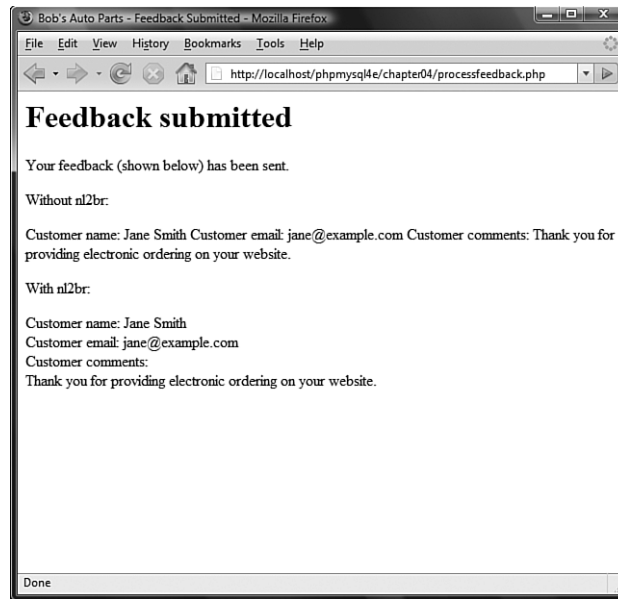 Bob's Auto Parts - Feedback Submitted - Mozilla Firefox
File Edit View History Bookmarks Tools Help
http://localhost/phpmysql4e/chapter04/processfeedback.php
Feedback submitted
Your feedback (shown below) has been sent.
Without nl2br:
Customer name: Jane Smith Customer email: jane@example.com Customer comments: Thank you for
providing electronic ordering on your website.
With nl2br:
Customer name: Jane Smith
Customer email: jane@example.com
Customer comments:
Thank you for providing electronic ordering on your website.
Done